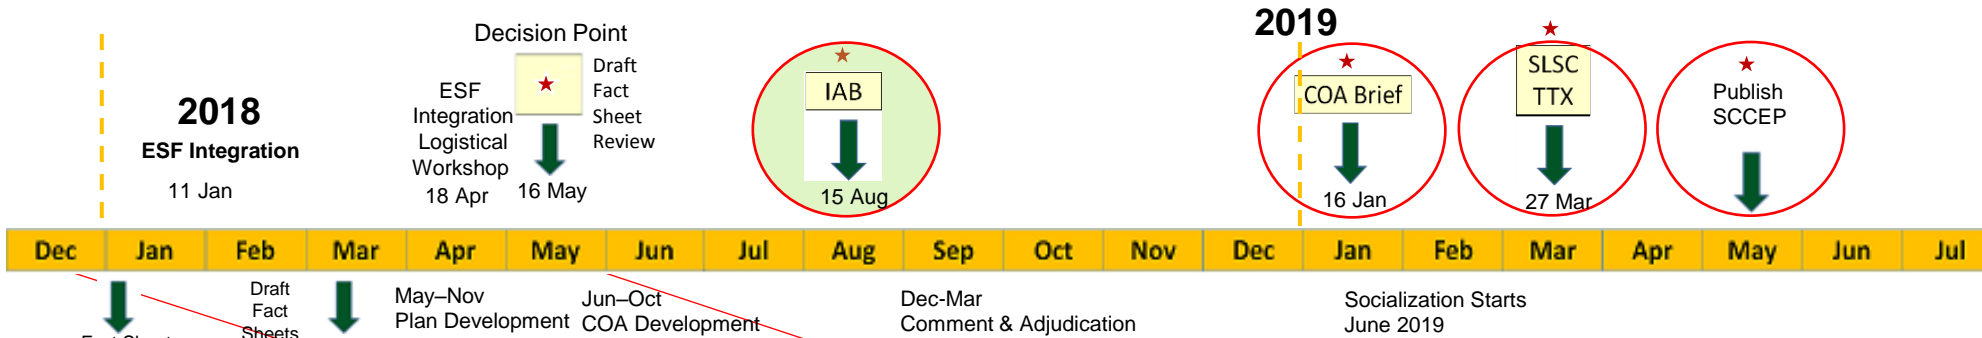 2019
Decision Point
2018
ESF Integration
11 Jan
ESF
Integration
Logistical
Workshop
18 Apr
16 May
Draft
Fact
Sheet
Review
IAB
15 Aug
COA Brief
16 Jan
SLSC
TTX
27 Mar
Publish
SCCEP
Dec Jan Feb Mar Apr May Jun Jul Aug Sep Oct Nov Dec Jan Feb Mar Apr May Jun Jul
Draft
Fact
Sheets
May–Nov
Plan Development
Jun–Oct
COA Development
Dec-Mar
Comment & Adjudication
Socialization Starts
June 2019